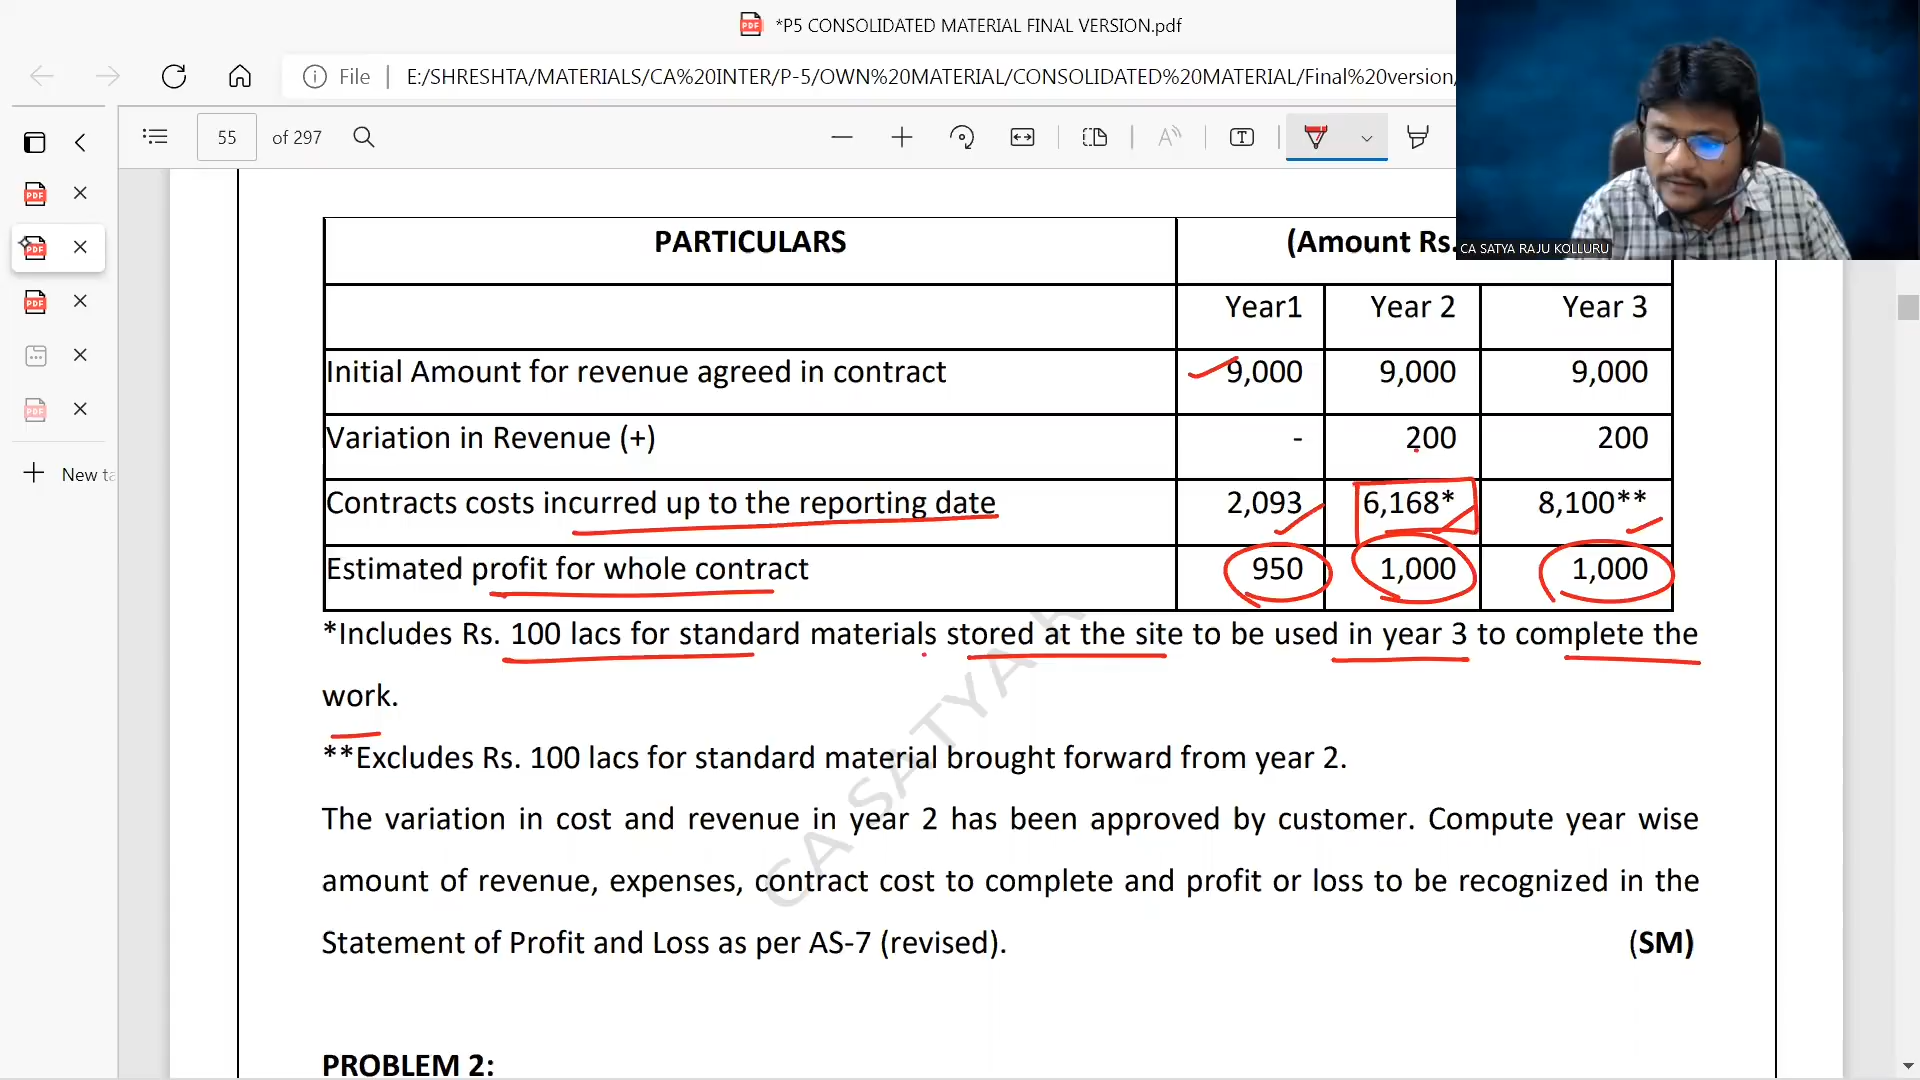 *P5 CONSOLIDATED MATERIAL FINAL VERSION.pdf
File | E:/SHRESHTA/MATERIALS/CA%20INTER/P-5/OWN%20MATERIAL/CONSOLIDATED%20MATERIAL/Final%20version/
55 of 297
New ta
CA SATYA RAJU KOLLURU
PARTICULARS (Amount Rs.
Year1 Year 2 Year 3
Initial Amount for revenue agreed in contract 9,000 9,000 9,000
Variation in Revenue (+) - 200 200
Contracts costs incurred up to the reporting date 2,093 6,168* 8,100**
Estimated profit for whole contract 950 1,000 1,000
*Includes Rs. 100 lacs for standard materials stored at the site to be used in year 3 to complete the
work.
**Excludes Rs. 100 lacs for standard material brought forward from year 2.
The variation in cost and revenue in year 2 has been approved by customer. Compute year wise
amount of revenue, expenses, contract cost to complete and profit or loss to be recognized in the
Statement of Profit and Loss as per AS-7 (revised). (SM)
CA SATYA R
PROBLEM 2: